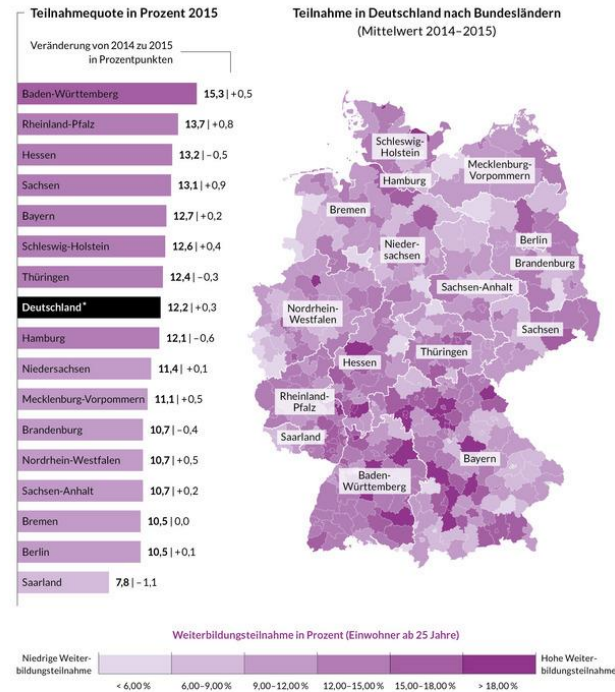 Teilnahmequote in Prozent 2015
Veränderung von 2014 zu 2015
in Prozentpunkten
Baden-Württemberg 15,3 | +0,5
Rheinland-Pfalz 13,7 | +0,8
Hessen 13,2 | −0,5
Sachsen 13,1 | +0,9
Bayern 12,7 | +0,2
Schleswig-Holstein 12,6 | +0,4
Thüringen 12,4 | −0,3
Deutschland* 12,2 | +0,3
Hamburg 12,1 | −0,6
Niedersachsen 11,4 | +0,1
Mecklenburg-Vorpommern 11,1 | +0,5
Brandenburg 10,7 | −0,4
Nordrhein-Westfalen 10,7 | +0,5
Sachsen-Anhalt 10,7 | +0,2
Bremen 10,5 | 0,0
Berlin 10,5 | +0,1
Saarland 7,8 | −1,1
Teilnahme in Deutschland nach Bundesländern
(Mittelwert 2014–2015)
Schleswig-
Holstein
Mecklenburg-
Vorpommern
Hamburg
Bremen
Nieder-
sachsen
Berlin
Brandenburg
Sachsen-Anhalt
Nordrhein-
Westfalen
Sachsen
Thüringen
Hessen
Rheinland-
Pfalz
Saarland
Bayern
Baden-
Württemberg
Weiterbildungsteilnahme in Prozent (Einwohner ab 25 Jahre)
Niedrige Weiter-
bildungsteilnahme
Hohe Weiter-
bildungsteilnahme
< 6,00 % 6,00–9,00 % 9,00–12,00 % 12,00–15,00 % 15,00–18,00 % > 18,00 %